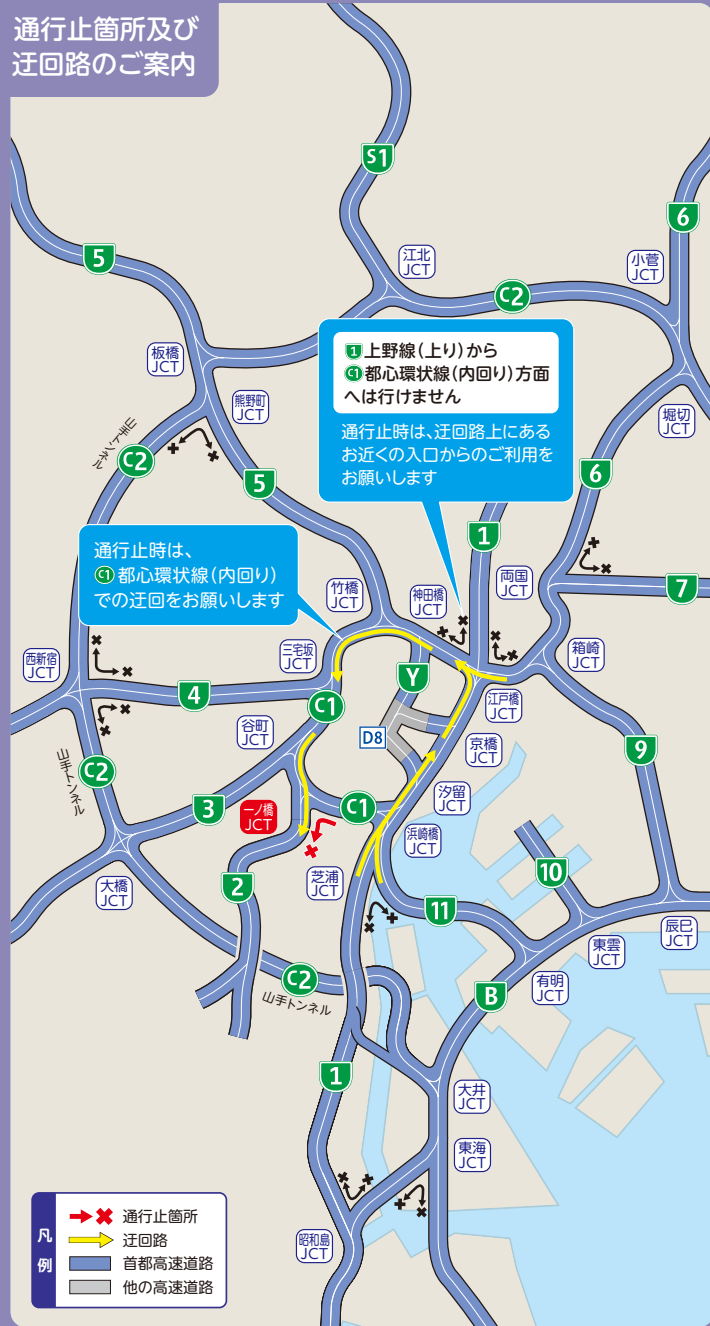 通行止箇所及び
迂回路のご案内
S1
6
5
江北
JCT
小菅
JCT
C2
板橋
JCT
1上野線(上り)から
C1都心環状線(内回り)方面
へは行けません
通行止時は、迂回路上にある
お近くの入口からのご利用を
お願いします
熊野町
JCT
堀切
JCT
山手トンネル
C2
5
6
1
通行止時は、
C1都心環状線(内回り)
での迂回をお願いします
竹橋
JCT
神田橋
JCT
両国
JCT
7
西新宿
JCT
三宅坂
JCT
箱崎
JCT
Y
4
C1
江戸橋
JCT
谷町
JCT
D8
京橋
JCT
9
山手トンネル
C2
汐留
JCT
3
一ノ橋
JCT
C1
浜崎橋
JCT
大橋
JCT
2
芝浦
JCT
10
11
辰巳
JCT
東雲
JCT
C2
山手トンネル
有明
JCT
B
1
大井
JCT
東海
JCT
昭和島
JCT
凡例
通行止箇所
迂回路
首都高速道路
他の高速道路